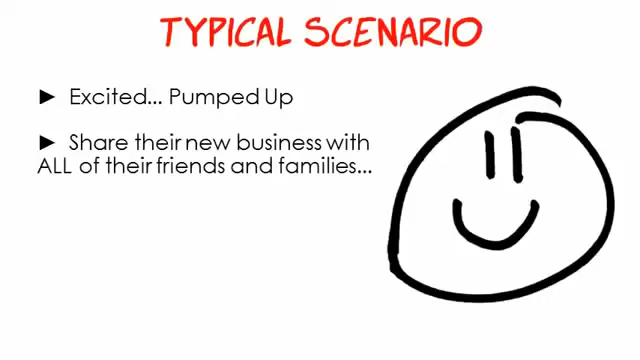 TYPICAL SCENARIO
► Excited... Pumped Up
► Share their new business with
ALL of their friends and families...